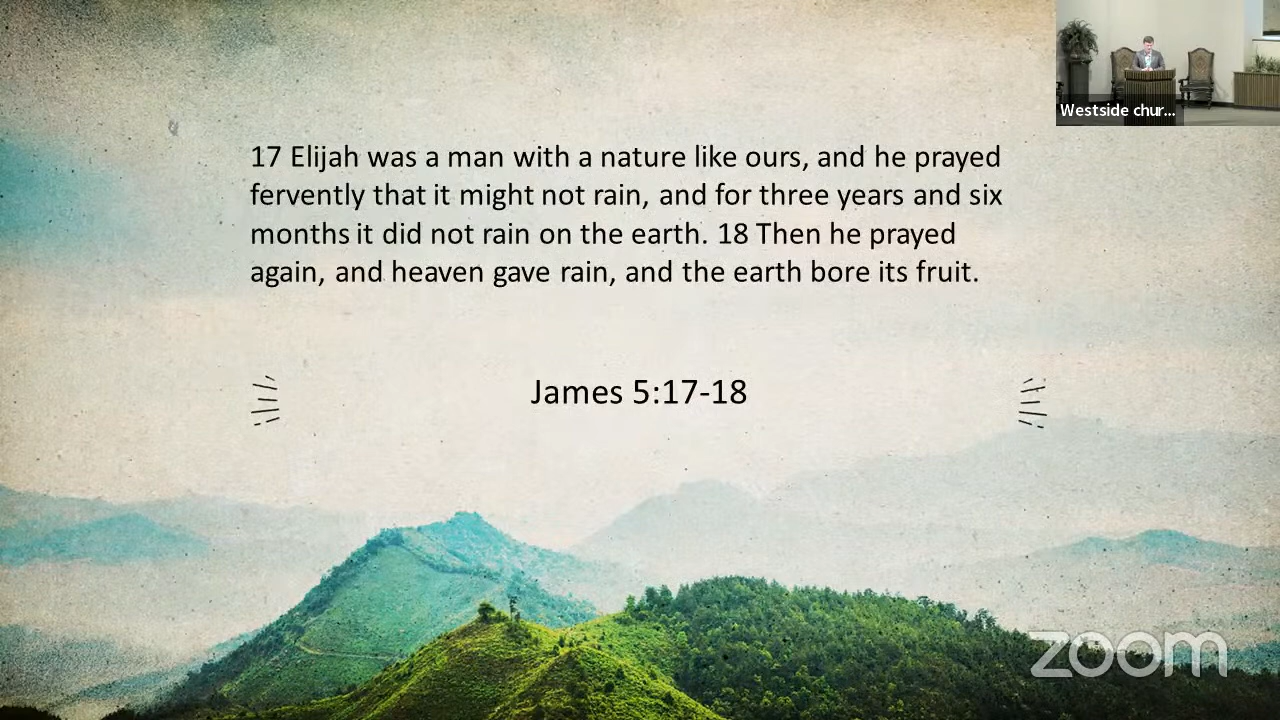 Westside chur...
17 Elijah was a man with a nature like ours, and he prayed
fervently that it might not rain, and for three years and six
months it did not rain on the earth. 18 Then he prayed
again, and heaven gave rain, and the earth bore its fruit.
James 5:17-18
zoom